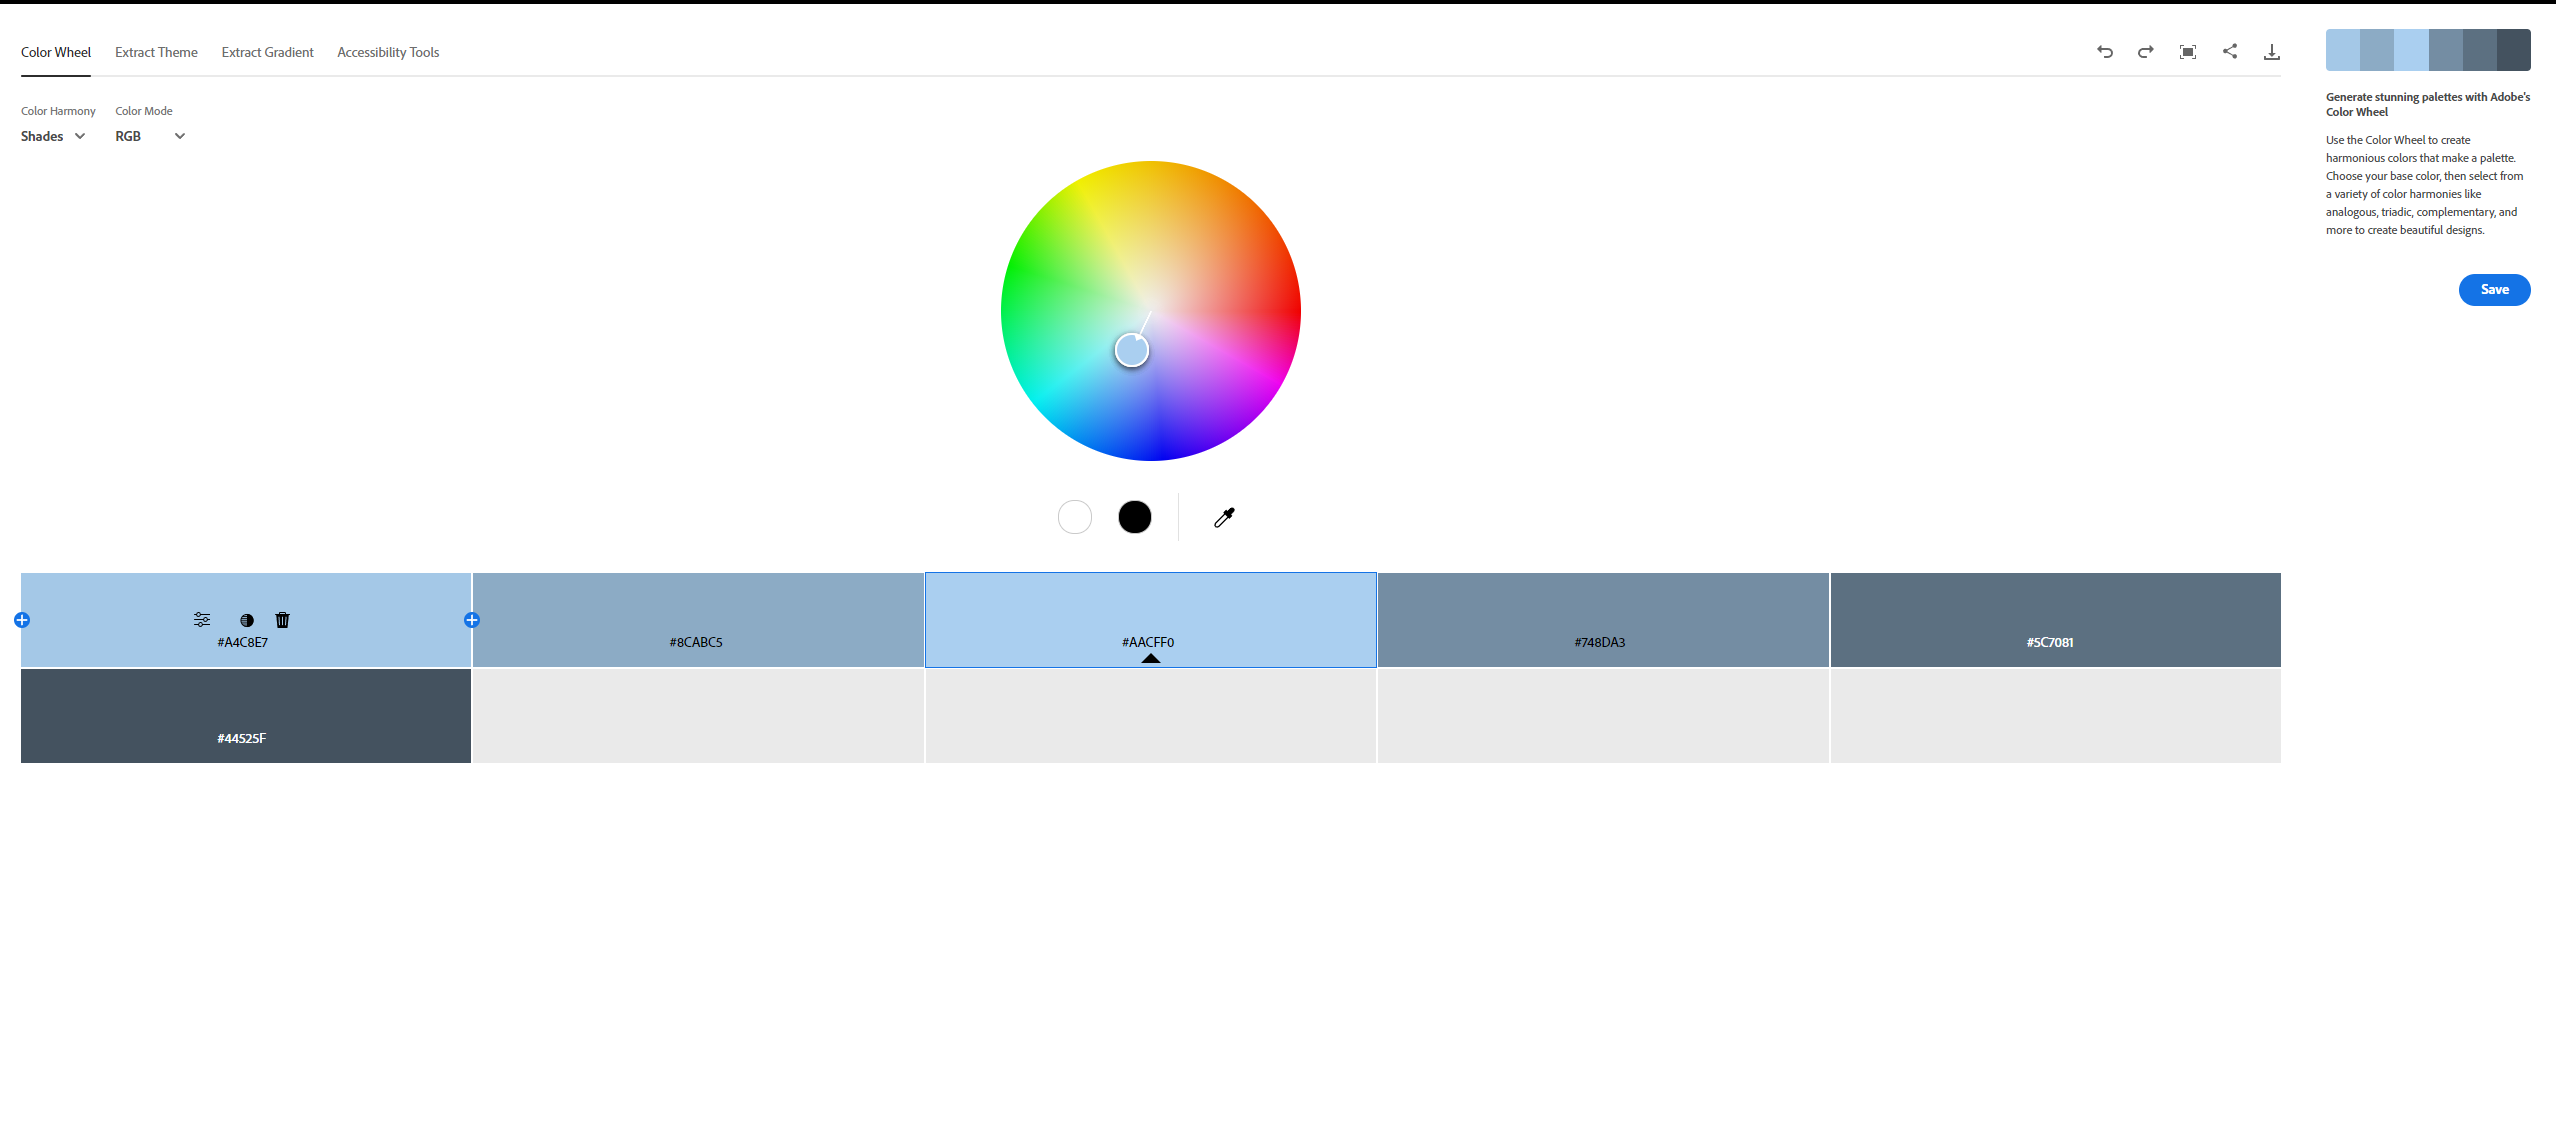 Color Wheel
Extract Theme
Extract Gradient
Accessibility Tools
Color Harmony
Color Mode
Shades
RGB
Generate stunning palettes with Adobe's
Color Wheel
Use the Color Wheel to create
harmonious colors that make a palette.
Choose your base color, then select from
a variety of color harmonies like
analogous, triadic, complementary, and
more to create beautiful designs.
Save
#A4C8E7
#8CABC5
#AACFF0
#748DA3
#5C7081
#44525F